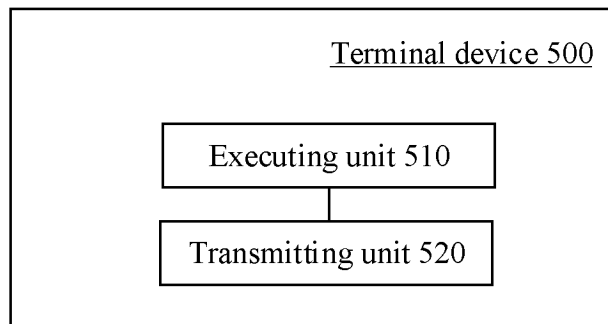 Terminal device 500
Executing unit 510
Transmitting unit 520